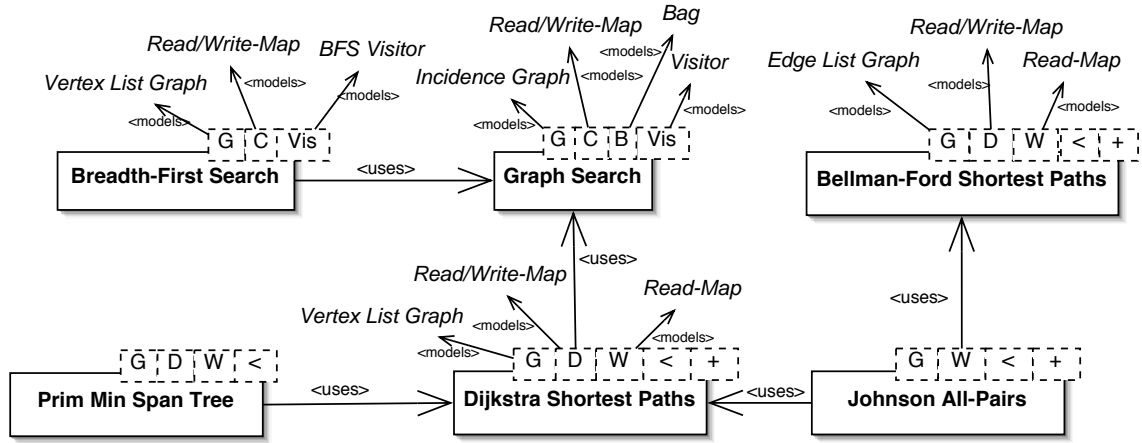 Bag
Read/Write-Map
Read/Write-Map
Read/Write-Map
BFS Visitor
<models>
Visitor
Edge List Graph
Read-Map
Vertex List Graph
<models>
<models>
Incidence Graph
<models>
<models>
<models>
<models>
<models>
<models>
<models>
<models>
G C Vis
G C B Vis
G D W < +
Breadth-First Search
<uses>
Graph Search
Bellman-Ford Shortest Paths
<uses>
Read/Write-Map
Read-Map
Vertex List Graph
<models>
<models>
<models>
<uses>
G D W <
G D W < +
G W < +
Prim Min Span Tree
<uses>
Dijkstra Shortest Paths
<uses>
Johnson All-Pairs